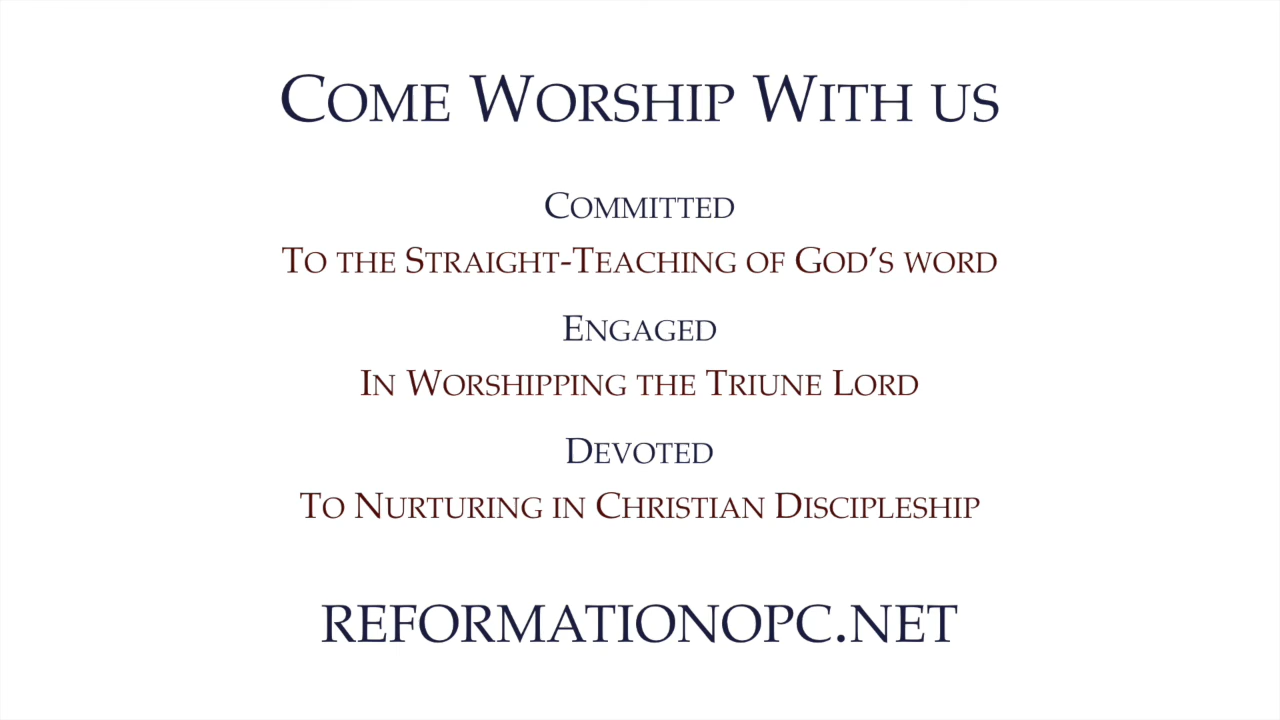 Come Worship With us
Committed
To the Straight-Teaching of God's word
Engaged
In Worshipping the Triune Lord
Devoted
To Nurturing in Christian Discipleship
REFORMATIONOPC.NET